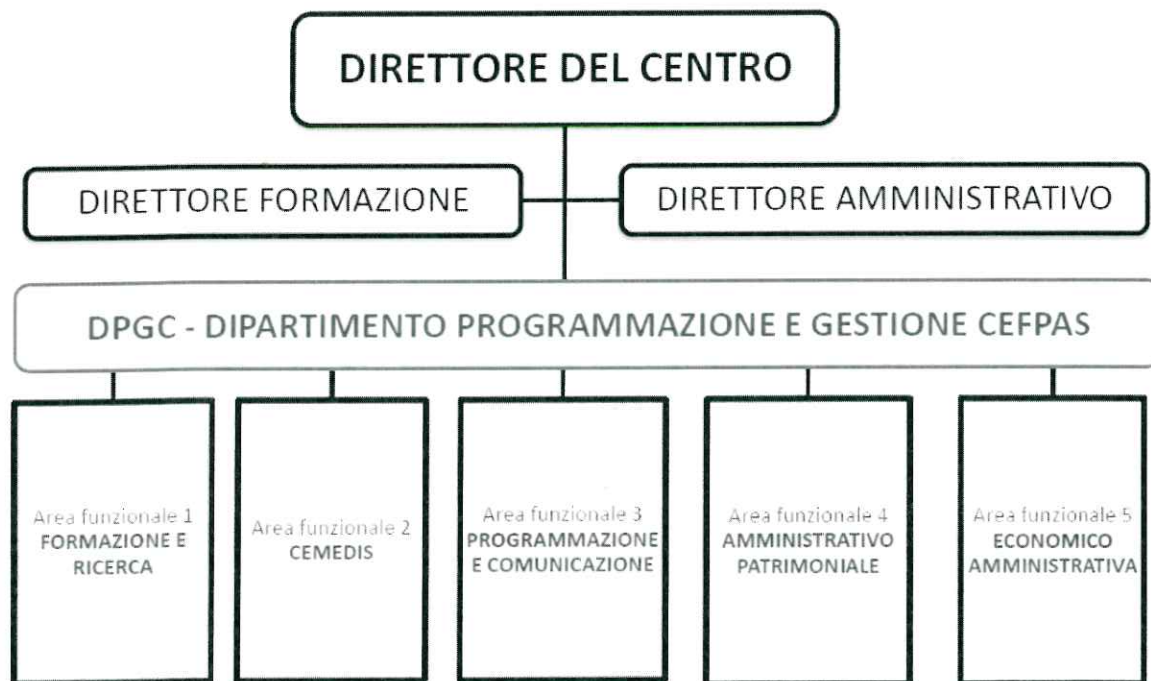 DIRETTORE DEL CENTRO
DIRETTORE FORMAZIONE
DIRETTORE AMMINISTRATIVO
DPGC - DIPARTIMENTO PROGRAMMAZIONE E GESTIONE CEFPAS
Area funzionale 1
FORMAZIONE E
RICERCA
Area funzionale 2
CEMEDIS
Area funzionale 3
PROGRAMMAZIONE
E COMUNICAZIONE
Area funzionale 4
AMMINISTRATIVO
PATRIMONIALE
Area funzionale 5
ECONOMICO
AMMINISTRATIVA